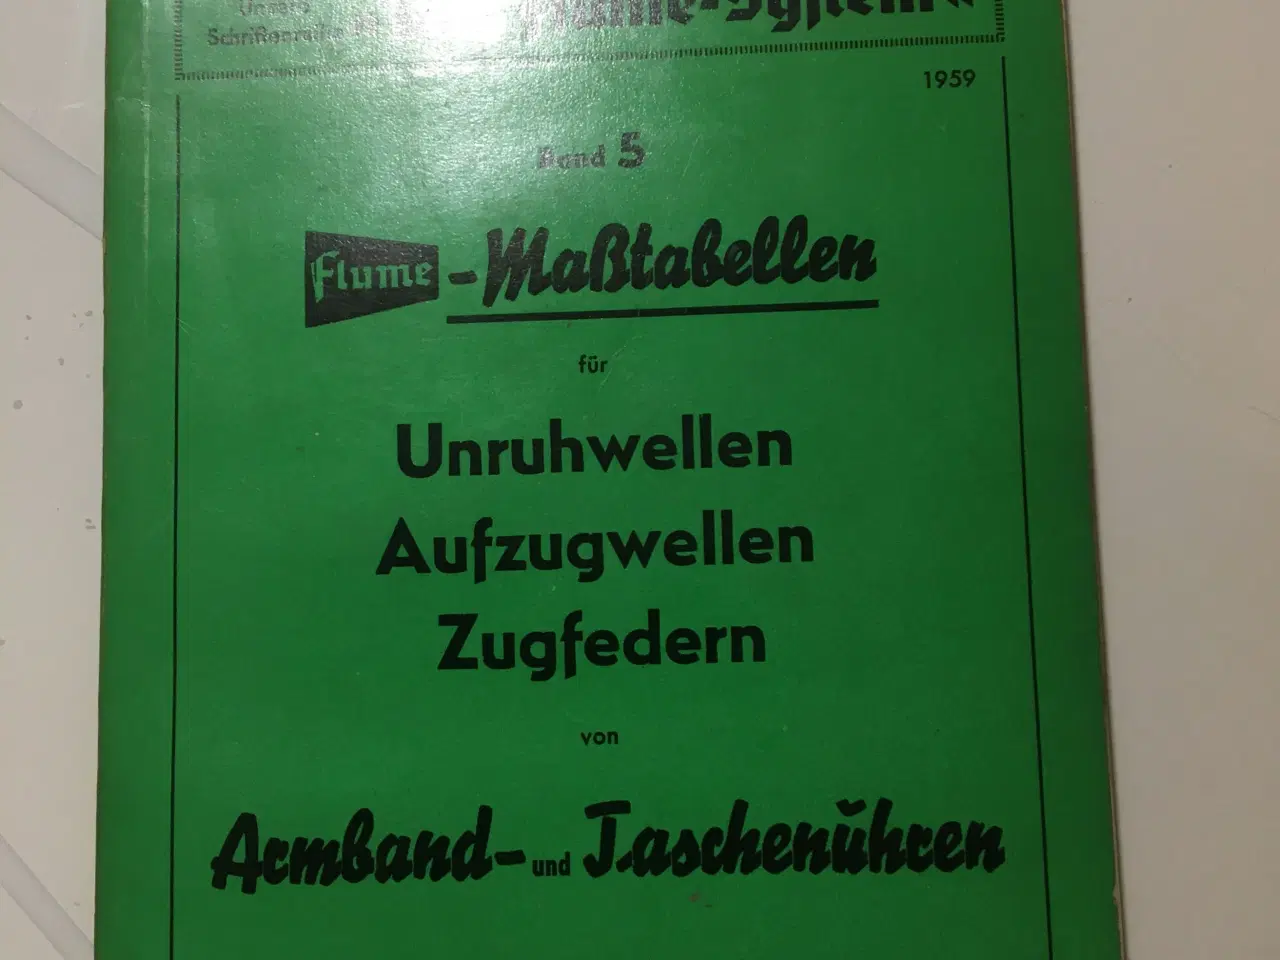 Unsere
Schriftenreihe
1959
Band 5
Flume-Maßtabellen
für
Unruhwellen
Aufzugwellen
Zugfedern
von
Armband- und Taschenuhren